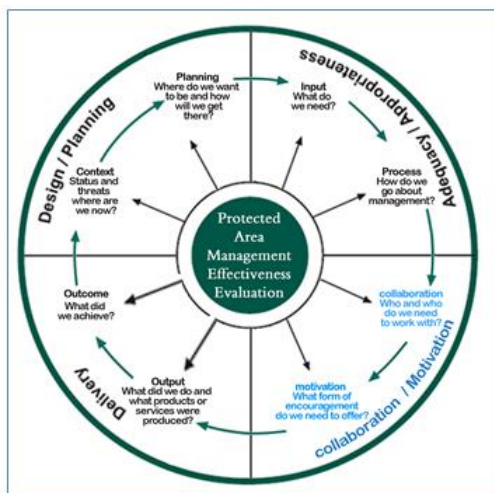 Design / Planning
Adequacy / Appropriateness
Planning
Where do we want
to be and how
will we get
there?
Input
What do
we need?
Context
Status and
threats
where are
we now?
Process
How do we
go about
management?
Protected
Area
Management
Effectiveness
Evaluation
Outcome
What did
we achieve?
collaboration
Who and who
do we need
to work with?
Output
What did we do and
what products or
services were
produced?
motivation
What form of
encouragement
do we need to offer?
Delivery
collaboration / Motivation